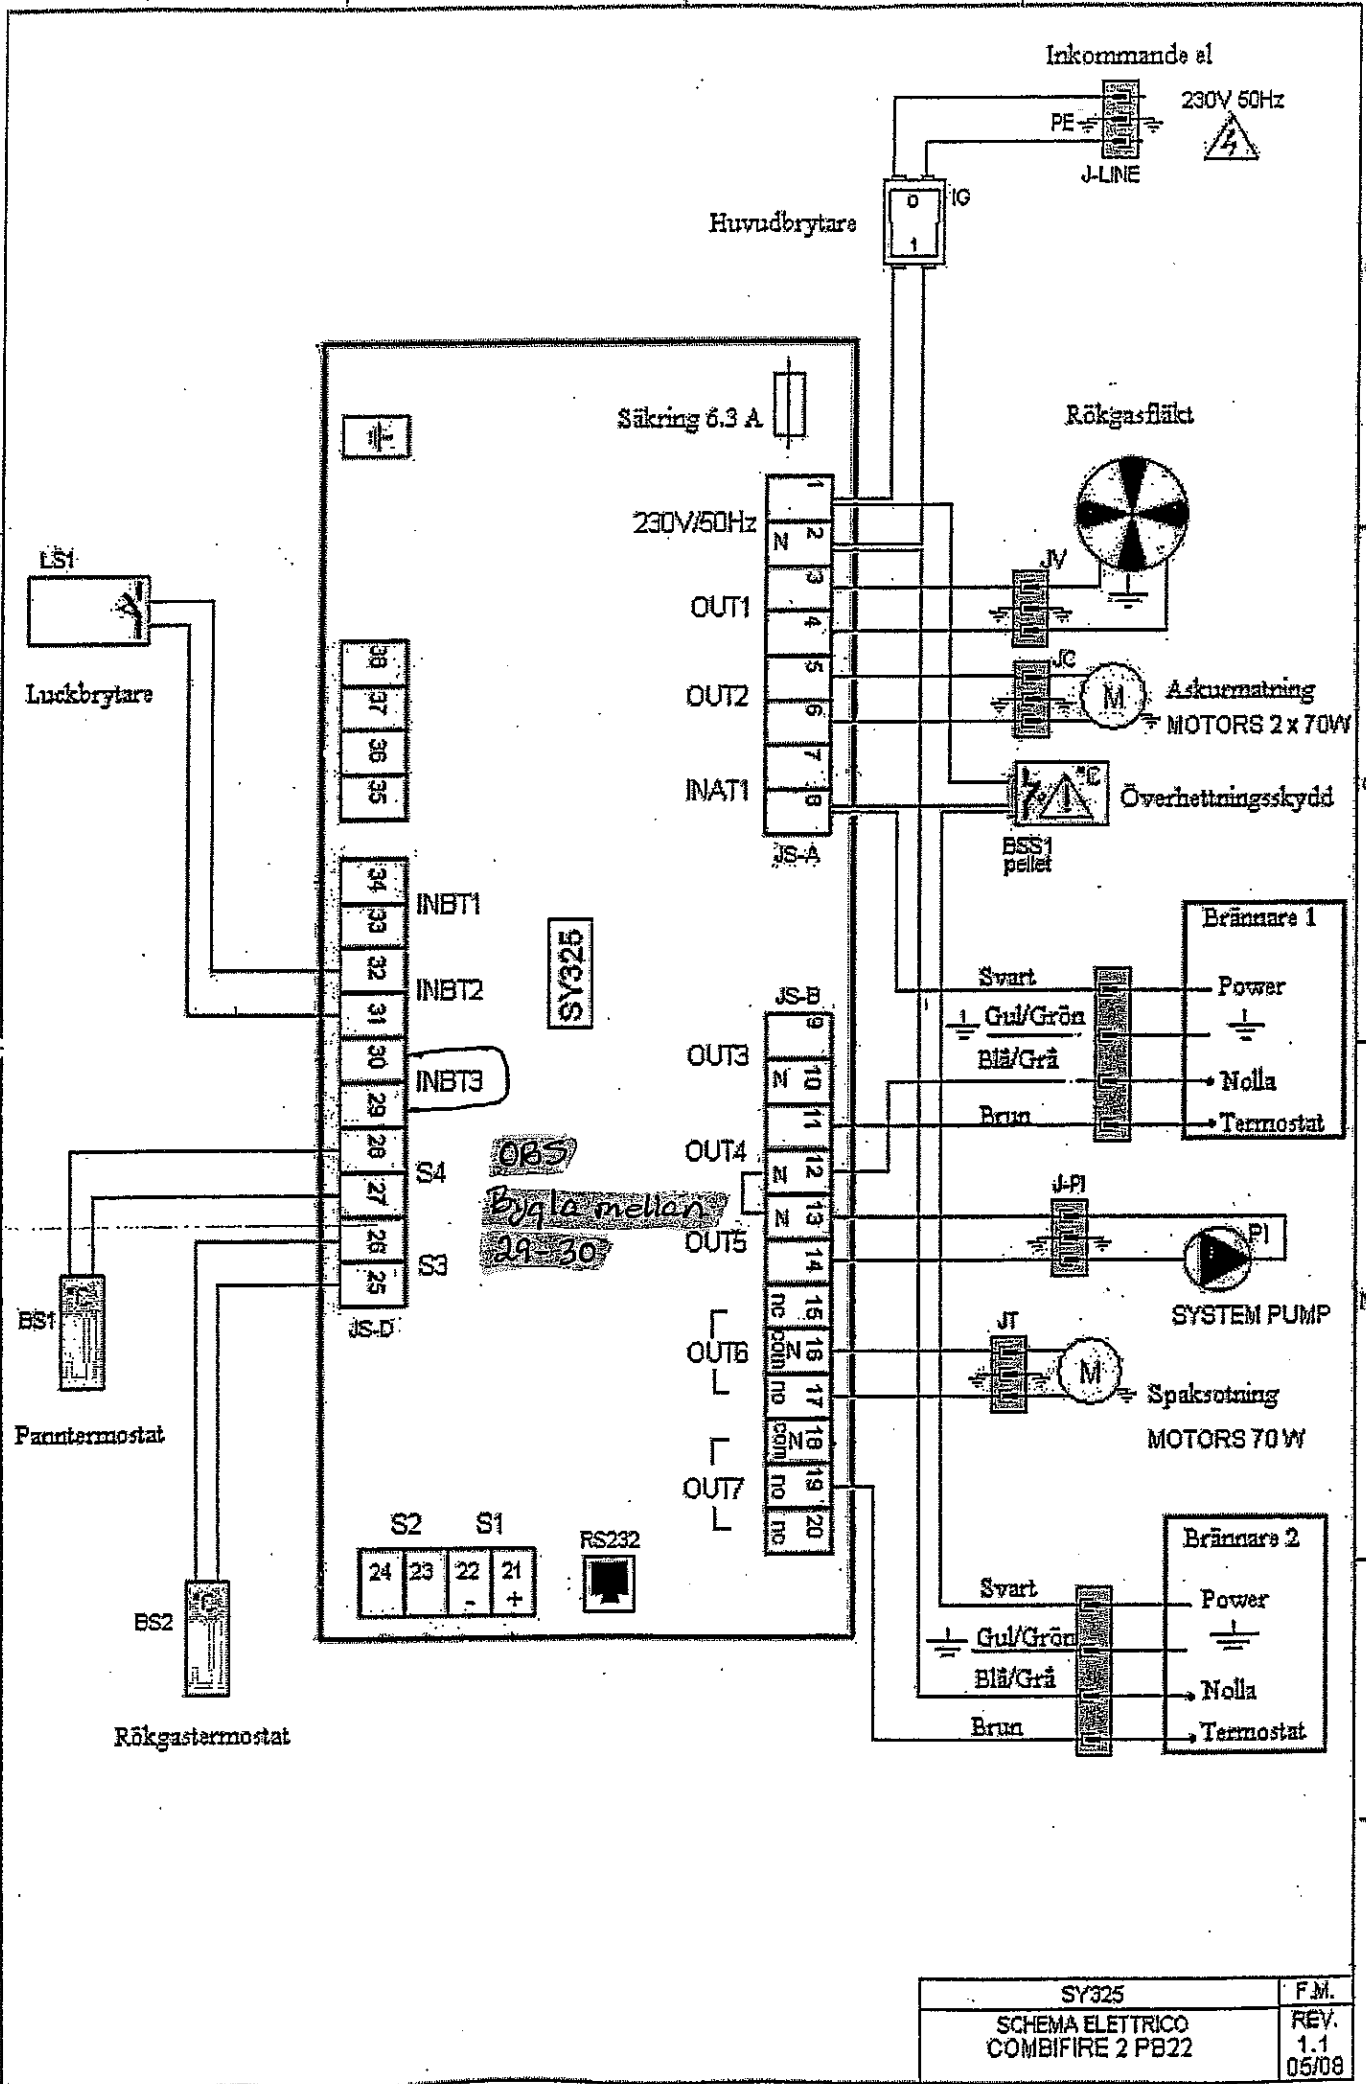 Inkommande el
230V 50Hz
PE
J-LINE
Huvudbrytare
0
1
IG
Säkring 6.3 A
Rökgasfläkt
230V/50Hz
1
N 2
3
OUT1
4
5
OUT2
6
7
INAT1
8
JS-A
JV
JC
M
Askurmatning
MOTORS 2 x 70W
°C
Överhettningsskydd
BSS1
pellet
LS1
Luckbrytare
38
37
36
35
34
INBT1
33
32
INBT2
31
30
INBT3
29
28
S4
27
26
S3
25
JS-D
SY325
OBS
Bygla mellan
29-30
JS-B
9
OUT3
N 10
11
OUT4
N 12
N 13
OUT5
14
nc 15
OUT6
com N 16
no 17
com N 18
OUT7
no 19
no 20
Brännare 1
Svart
Power
Gul/Grön
Blå/Grå
Nolla
Brun
Termostat
J-PI
PI
SYSTEM PUMP
JT
M
Spaksotning
MOTORS 70 W
BS1
°C
Panntermostat
BS2
°C
Rökgastermostat
S2 S1
24 23 22 21
- +
RS232
Brännare 2
Svart
Power
Gul/Grön
Blå/Grå
Nolla
Brun
Termostat
SY325
F.M.
SCHEMA ELETTRICO
COMBIFIRE 2 PB22
REV.
1.1
05/08